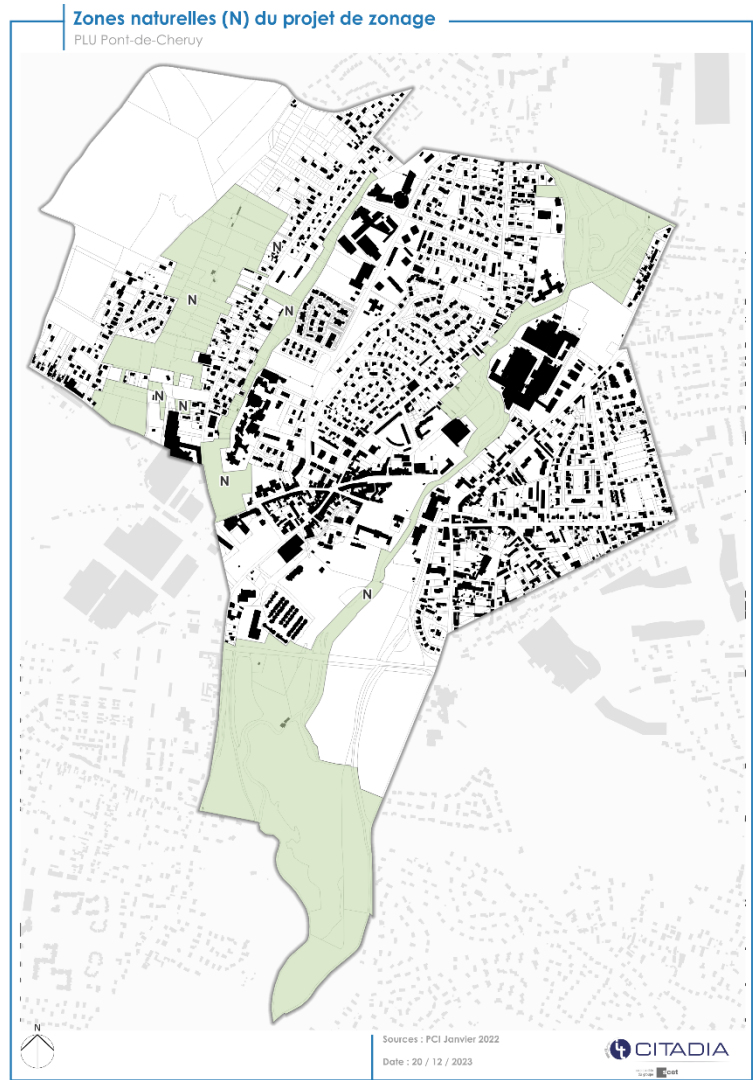 Zones naturelles (N) du projet de zonage
PLU Pont-de-Cheruy
N
N
N
N
N
N
N
N
Sources : PCI Janvier 2022
Date : 20 / 12 / 2023
CITADIA